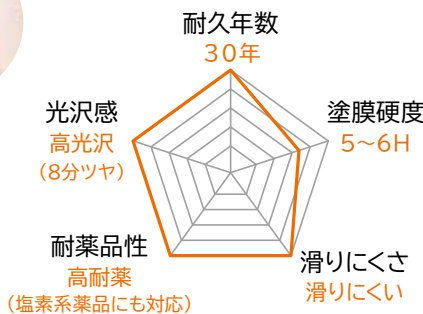 耐久年数
30年
光沢感
高光沢
(8分ツヤ)
塗膜硬度
5〜6H
耐薬品性
高耐薬
(塩素系薬品にも対応)
滑りにくさ
滑りにくい